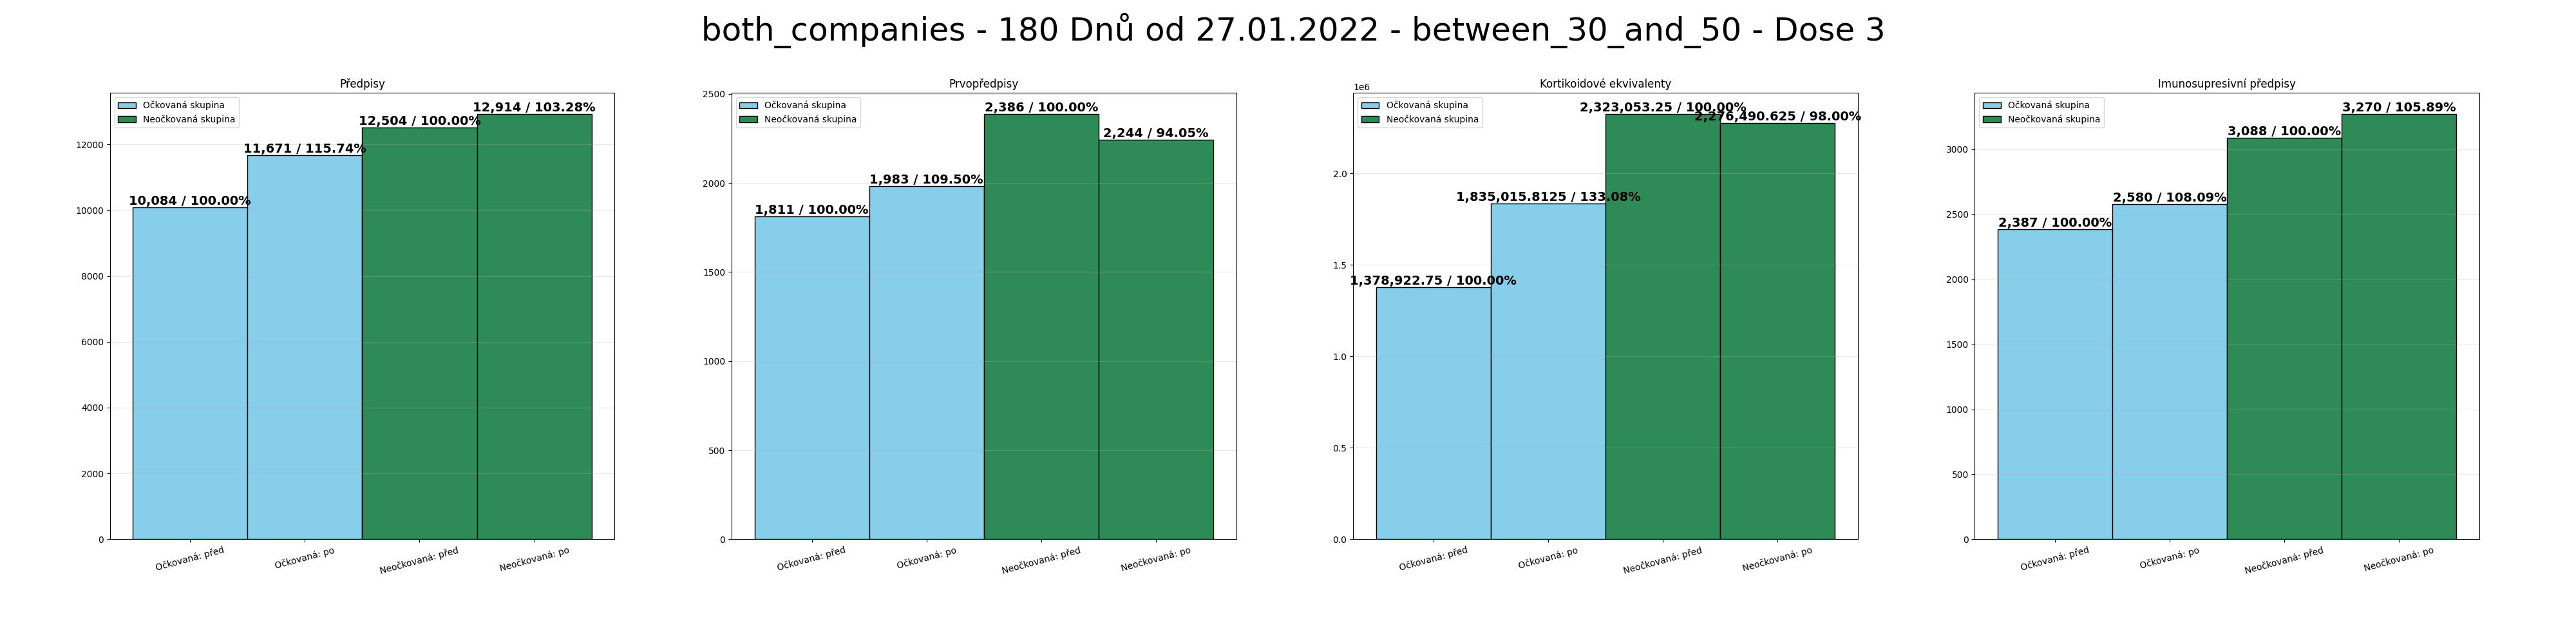 both_companies - 180 Dnů od 27.01.2022 - between_30_and_50 - Dose 3
Předpisy
Očkovaná skupina
Neočkovaná skupina
10,084 / 100.00%
11,671 / 115.74%
12,504 / 100.00%
12,914 / 103.28%
0
2000
4000
6000
8000
10000
12000
Očkovaná: před
Očkovaná: po
Neočkovaná: před
Neočkovaná: po
Prvopředpisy
Očkovaná skupina
Neočkovaná skupina
1,811 / 100.00%
1,983 / 109.50%
2,386 / 100.00%
2,244 / 94.05%
0
500
1000
1500
2000
2500
Očkovaná: před
Očkovaná: po
Neočkovaná: před
Neočkovaná: po
Kortikoidové ekvivalenty
1e6
Očkovaná skupina
Neočkovaná skupina
1,378,922.75 / 100.00%
1,835,015.8125 / 133.08%
2,323,053.25 / 100.00%
2,276,490.625 / 98.00%
0.0
0.5
1.0
1.5
2.0
Očkovaná: před
Očkovaná: po
Neočkovaná: před
Neočkovaná: po
Imunosupresivní předpisy
Očkovaná skupina
Neočkovaná skupina
2,387 / 100.00%
2,580 / 108.09%
3,088 / 100.00%
3,270 / 105.89%
0
500
1000
1500
2000
2500
3000
Očkovaná: před
Očkovaná: po
Neočkovaná: před
Neočkovaná: po